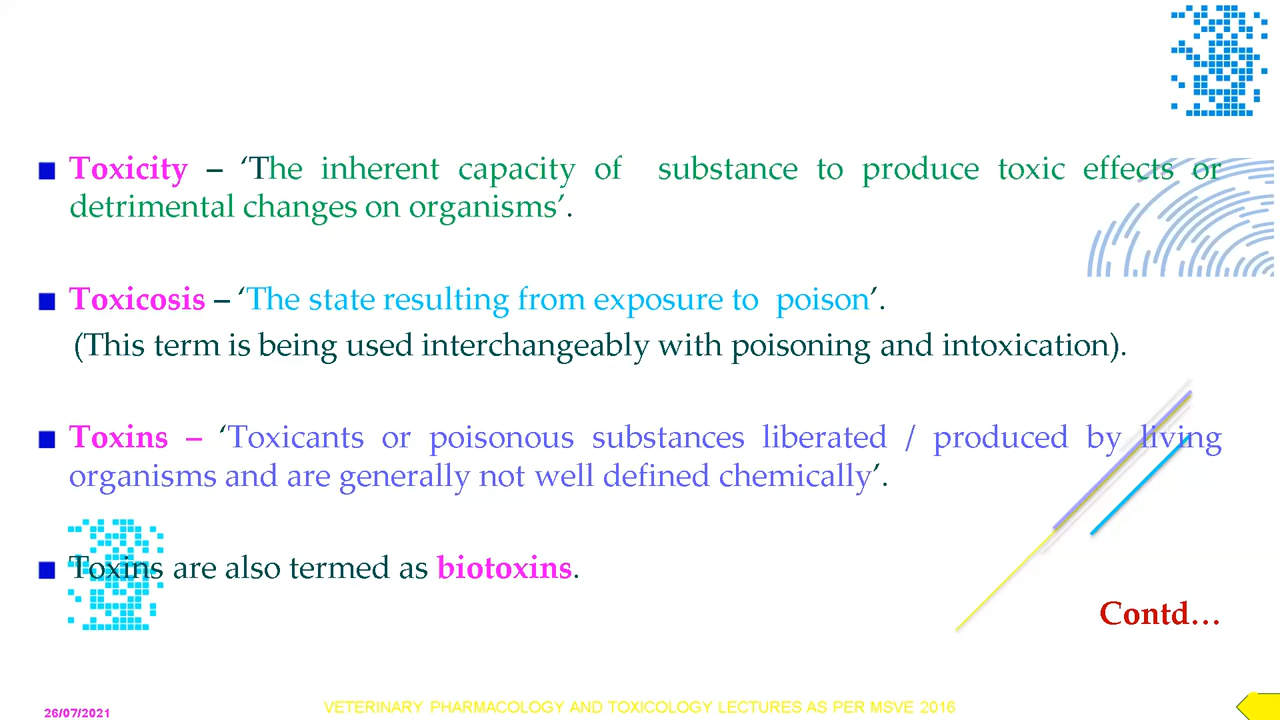 Toxicity – ‘The inherent capacity of substance to produce toxic effects or
detrimental changes on organisms’.
Toxicosis – ‘The state resulting from exposure to poison’.
(This term is being used interchangeably with poisoning and intoxication).
Toxins – ‘Toxicants or poisonous substances liberated / produced by living
organisms and are generally not well defined chemically’.
Toxins are also termed as biotoxins.
Contd…
26/07/2021
VETERINARY PHARMACOLOGY AND TOXICOLOGY LECTURES AS PER MSVE 2016